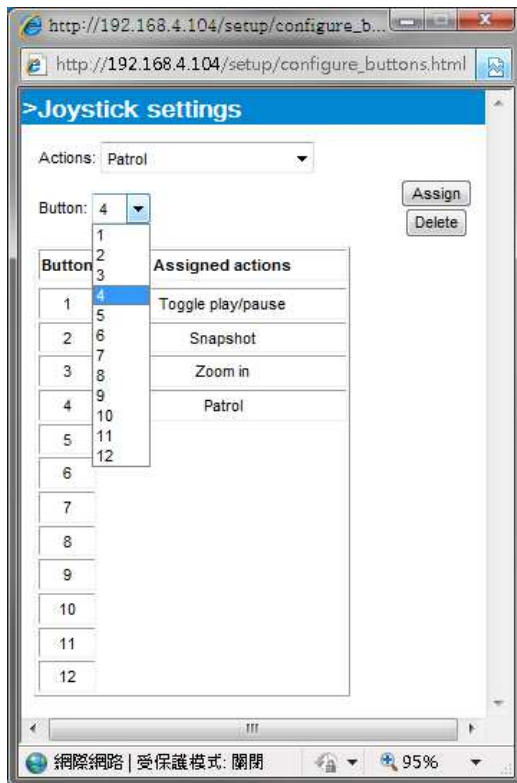 http://192.168.4.104/setup/configure_b...
http://192.168.4.104/setup/configure_buttons.html
>Joystick settings
Actions: Patrol
Assign
Button: 4
Delete
1
2
3
4
5
6
7
8
9
10
11
12
Button Assigned actions
1 Toggle play/pause
2 Snapshot
3 Zoom in
4 Patrol
5
6
7
8
9
10
11
12
網際網路 | 受保護模式: 關閉 95%